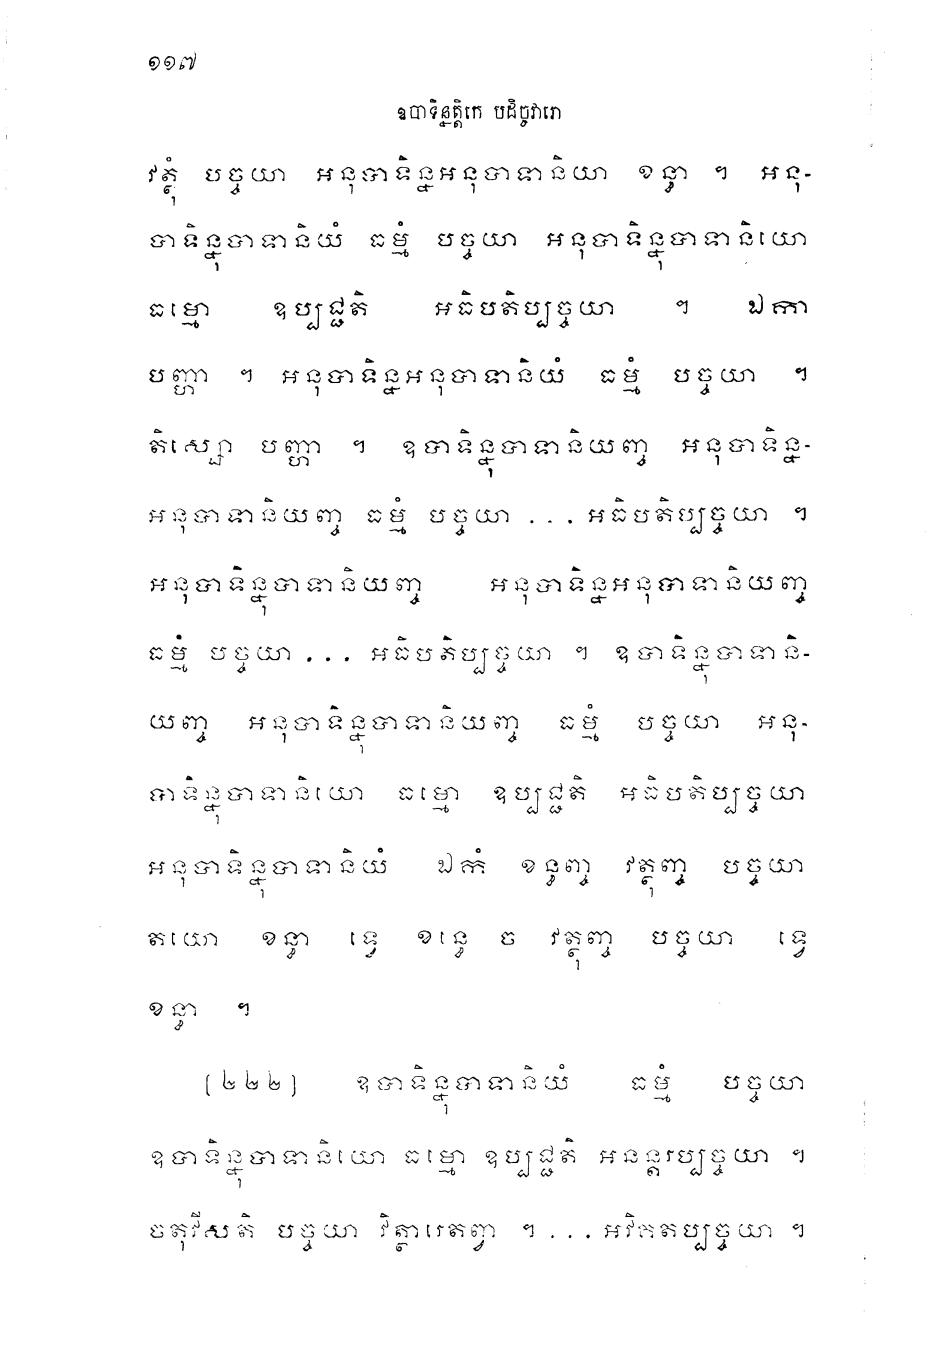 ១១៧
ឧបាទិន្នត្តិកេ បដិច្ចវារោ
វត្ថុំ បច្ចយា អនុបាទិន្នអនុបាទានិយា ខន្ធា ។ អនុ-
បាទិន្នុបាទានិយំ ធម្មំ បច្ចយា អនុបាទិន្នុបាទានិយោ
ធម្មោ ឧប្បជ្ជតិ អធិបតិប្បច្ចយា ។ ឯកា
បញ្ហា ។ អនុបាទិន្នអនុបាទានិយំ ធម្មំ បច្ចយា ។
តិស្សោ បញ្ហា ។ ឧបាទិន្នុបាទានិយញ្ច អនុបាទិន្ន-
អនុបាទានិយញ្ច ធម្មំ បច្ចយា ... អធិបតិប្បច្ចយា ។
អនុបាទិន្នុបាទានិយញ្ច អនុបាទិន្នអនុបាទានិយញ្ច
ធម្មំ បច្ចយា ... អធិបតិប្បច្ចយា ។ ឧបាទិន្នុបាទានិ-
យញ្ច អនុបាទិន្នុបាទានិយញ្ច ធម្មំ បច្ចយា អនុ-
បាទិន្នុបាទានិយោ ធម្មោ ឧប្បជ្ជតិ អធិបតិប្បច្ចយា
អនុបាទិន្នុបាទានិយំ ឯកំ ខន្ធញ្ច វត្ថុញ្ច បច្ចយា
តយោ ខន្ធា ទ្វេ ខន្ធេ ច វត្ថុញ្ច បច្ចយា ទ្វេ
ខន្ធា ។
[២២២] ឧបាទិន្នុបាទានិយំ ធម្មំ បច្ចយា
ឧបាទិន្នុបាទានិយោ ធម្មោ ឧប្បជ្ជតិ អនន្តរប្បច្ចយា ។
ចតុវីសតិ បច្ចយា វិត្ថារេតព្វា ។ ... អវិគតប្បច្ចយា ។